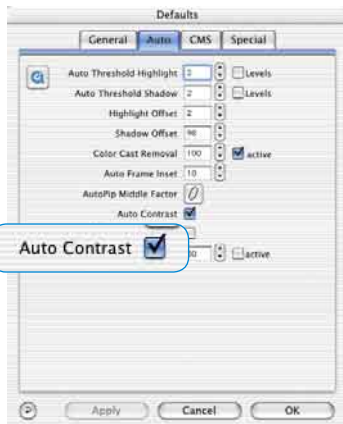 Defaults
General Auto CMS Special
Auto Threshold Highlight 2 Levels
Auto Threshold Shadow 2 Levels
Highlight Offset 2
Shadow Offset 98
Color Cast Removal 100 active
Auto Frame Inset 10
AutoPip Middle Factor
Auto Contrast
Auto Contrast
active
Apply Cancel OK